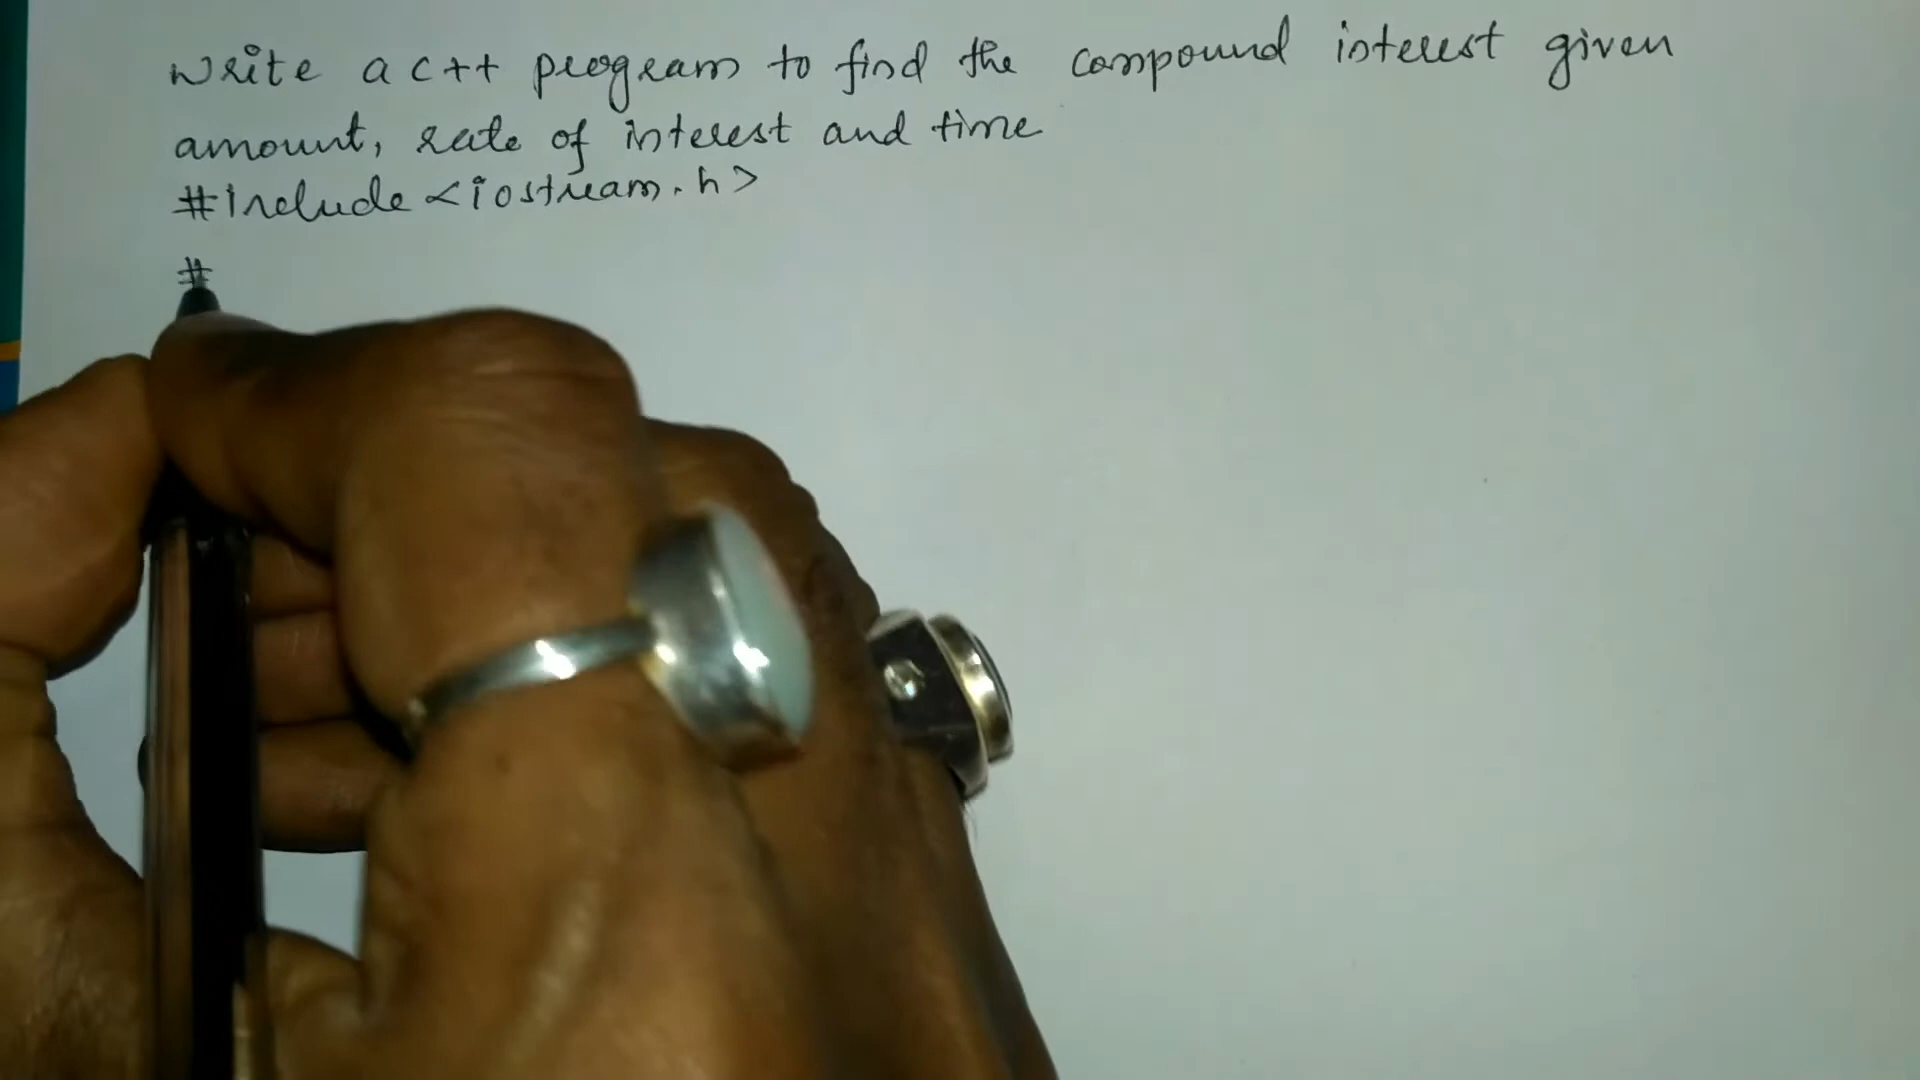 Write a c++ program to find the compound interest given
amount, rate of interest and time
#include <iostream.h>
#